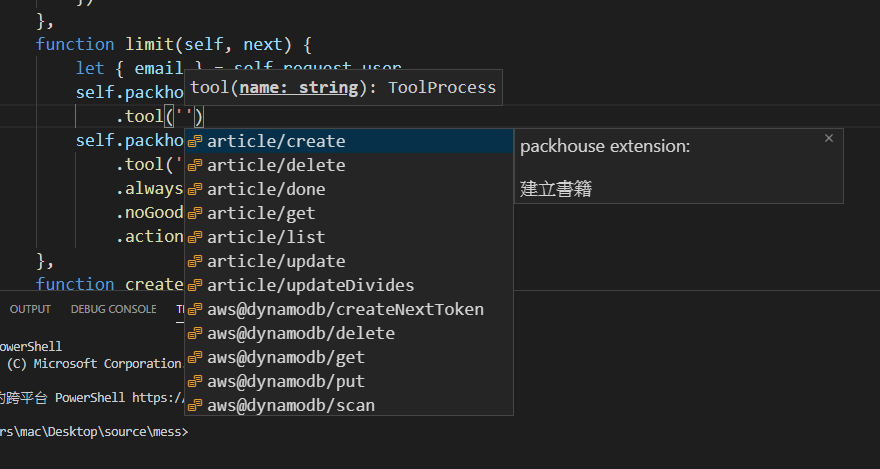 },
function limit(self, next) {
let { email } = self.request.user
self.packho
tool(name: string): ToolProcess
.tool('')
self.packho
.tool('
.always
.noGood
.action
},
function create
article/create
article/delete
article/done
article/get
article/list
article/update
article/updateDivides
aws@dynamodb/createNextToken
aws@dynamodb/delete
aws@dynamodb/get
aws@dynamodb/put
aws@dynamodb/scan
packhouse extension:
建立書籍
OUTPUT DEBUG CONSOLE
owerShell
(C) Microsoft Corporation.
跨平台 PowerShell https:/
rs\mac\Desktop\source\mess>